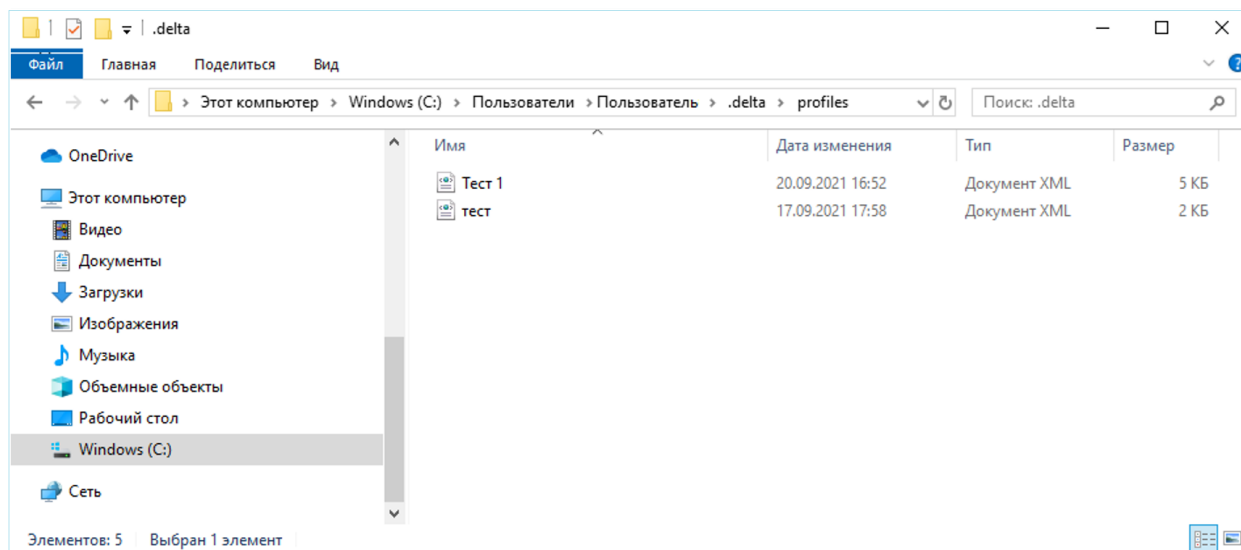 .delta
Файл Главная Поделиться Вид
Этот компьютер Windows (C:) Пользователи Пользователь .delta profiles Поиск: .delta
OneDrive
Этот компьютер
Видео
Документы
Загрузки
Изображения
Музыка
Объемные объекты
Рабочий стол
Windows (C:)
Сеть
Имя Дата изменения Тип Размер
Тест 1 20.09.2021 16:52 Документ XML 5 КБ
тест 17.09.2021 17:58 Документ XML 2 КБ
Элементов: 5 Выбран 1 элемент